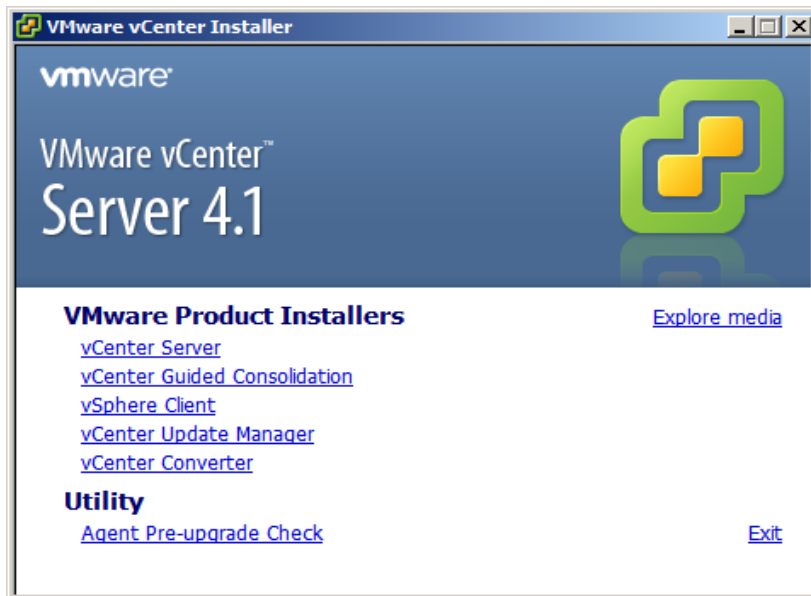 VMware vCenter Installer
vmware
VMware vCenter™
Server 4.1
VMware Product Installers
Explore media
vCenter Server
vCenter Guided Consolidation
vSphere Client
vCenter Update Manager
vCenter Converter
Utility
Agent Pre-upgrade Check
Exit